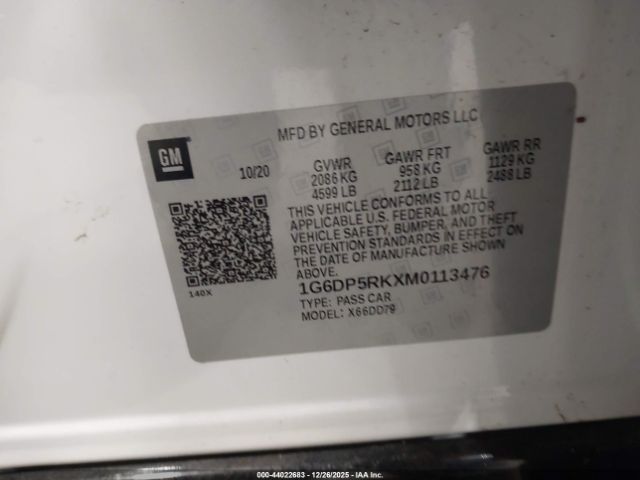 MFD BY GENERAL MOTORS LLC
GM
10/20
GVWR GAWR FRT GAWR RR
2086 KG 958 KG 1129 KG
4599 LB 2112 LB 2488 LB
THIS VEHICLE CONFORMS TO ALL
APPLICABLE U.S. FEDERAL MOTOR
VEHICLE SAFETY, BUMPER, AND THEFT
PREVENTION STANDARDS IN EFFECT ON
THE DATE OF MANUFACTURE SHOWN
ABOVE.
140X
1G6DP5RKXM0113476
TYPE: PASS CAR
MODEL: X66DD79
000-44022683 - 12/26/2025 - IAA Inc.